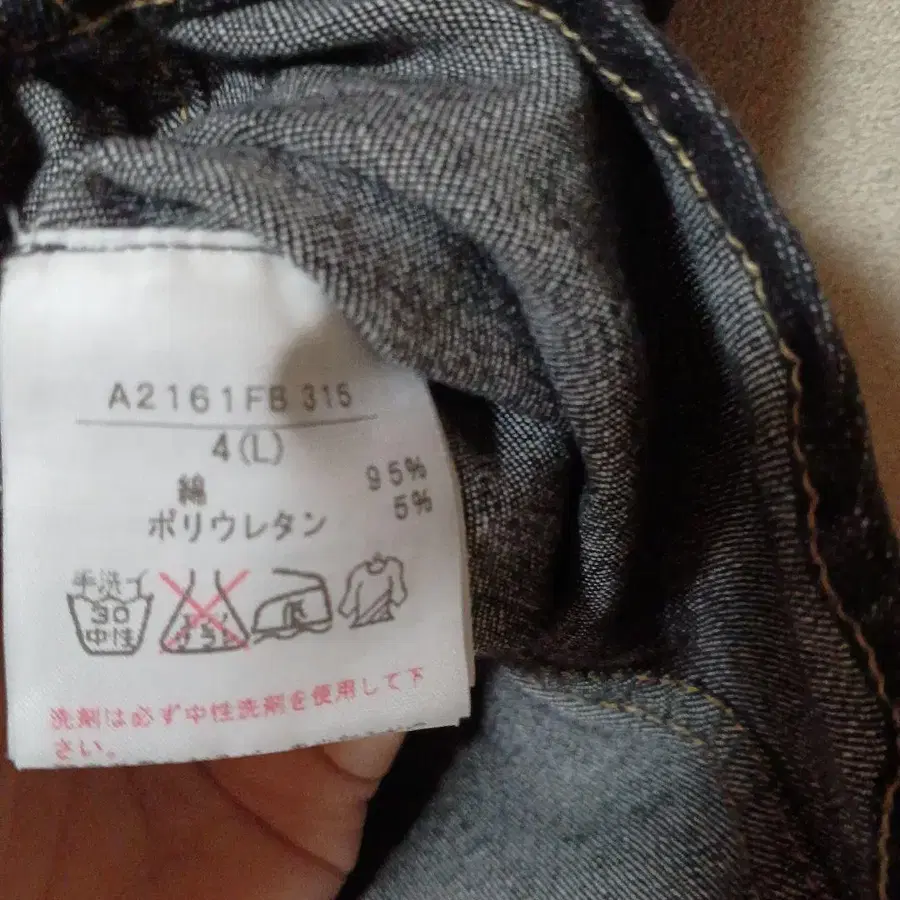 A2161FB 315
4(L)
綿 95%
ポリウレタン 5%
手洗イ
30
中性
洗剤は必ず中性洗剤を使用して下
さい。